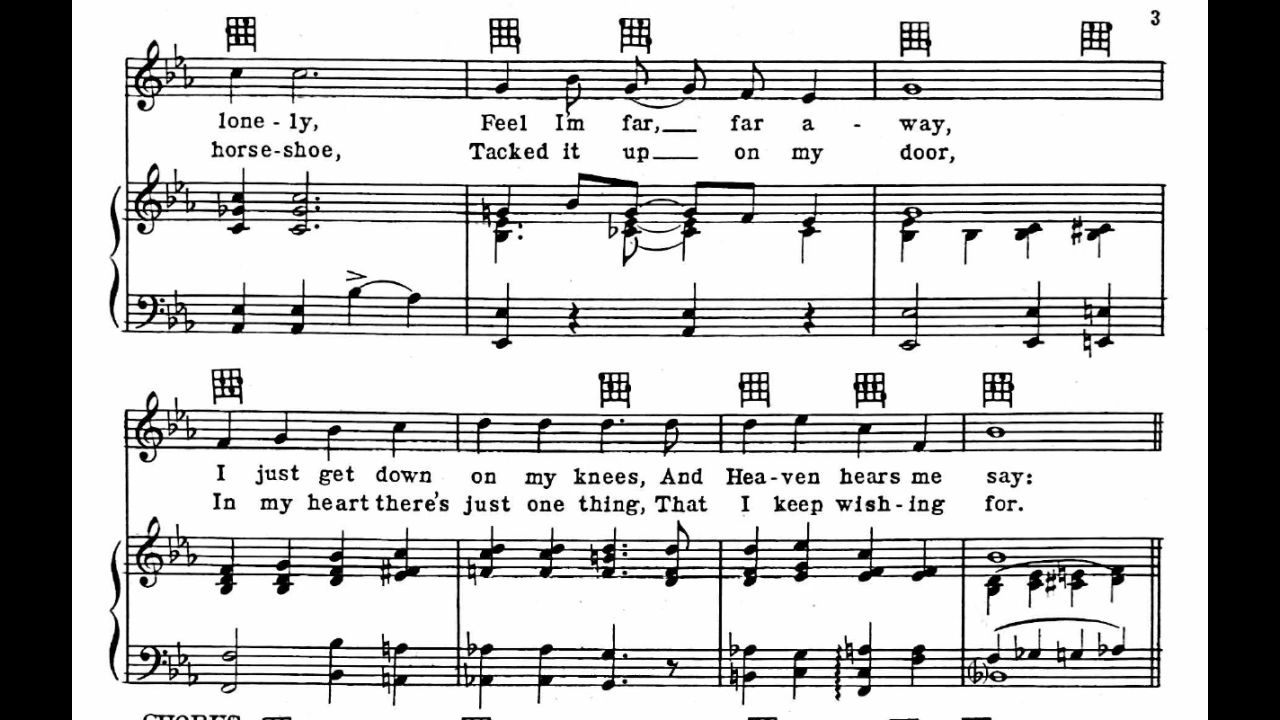 3
lone - ly, Feel I'm far, far a - way,
horse-shoe, Tacked it up on my door,
I just get down on my knees, And Hea-ven hears me say:
In my heart there's just one thing, That I keep wish-ing for.